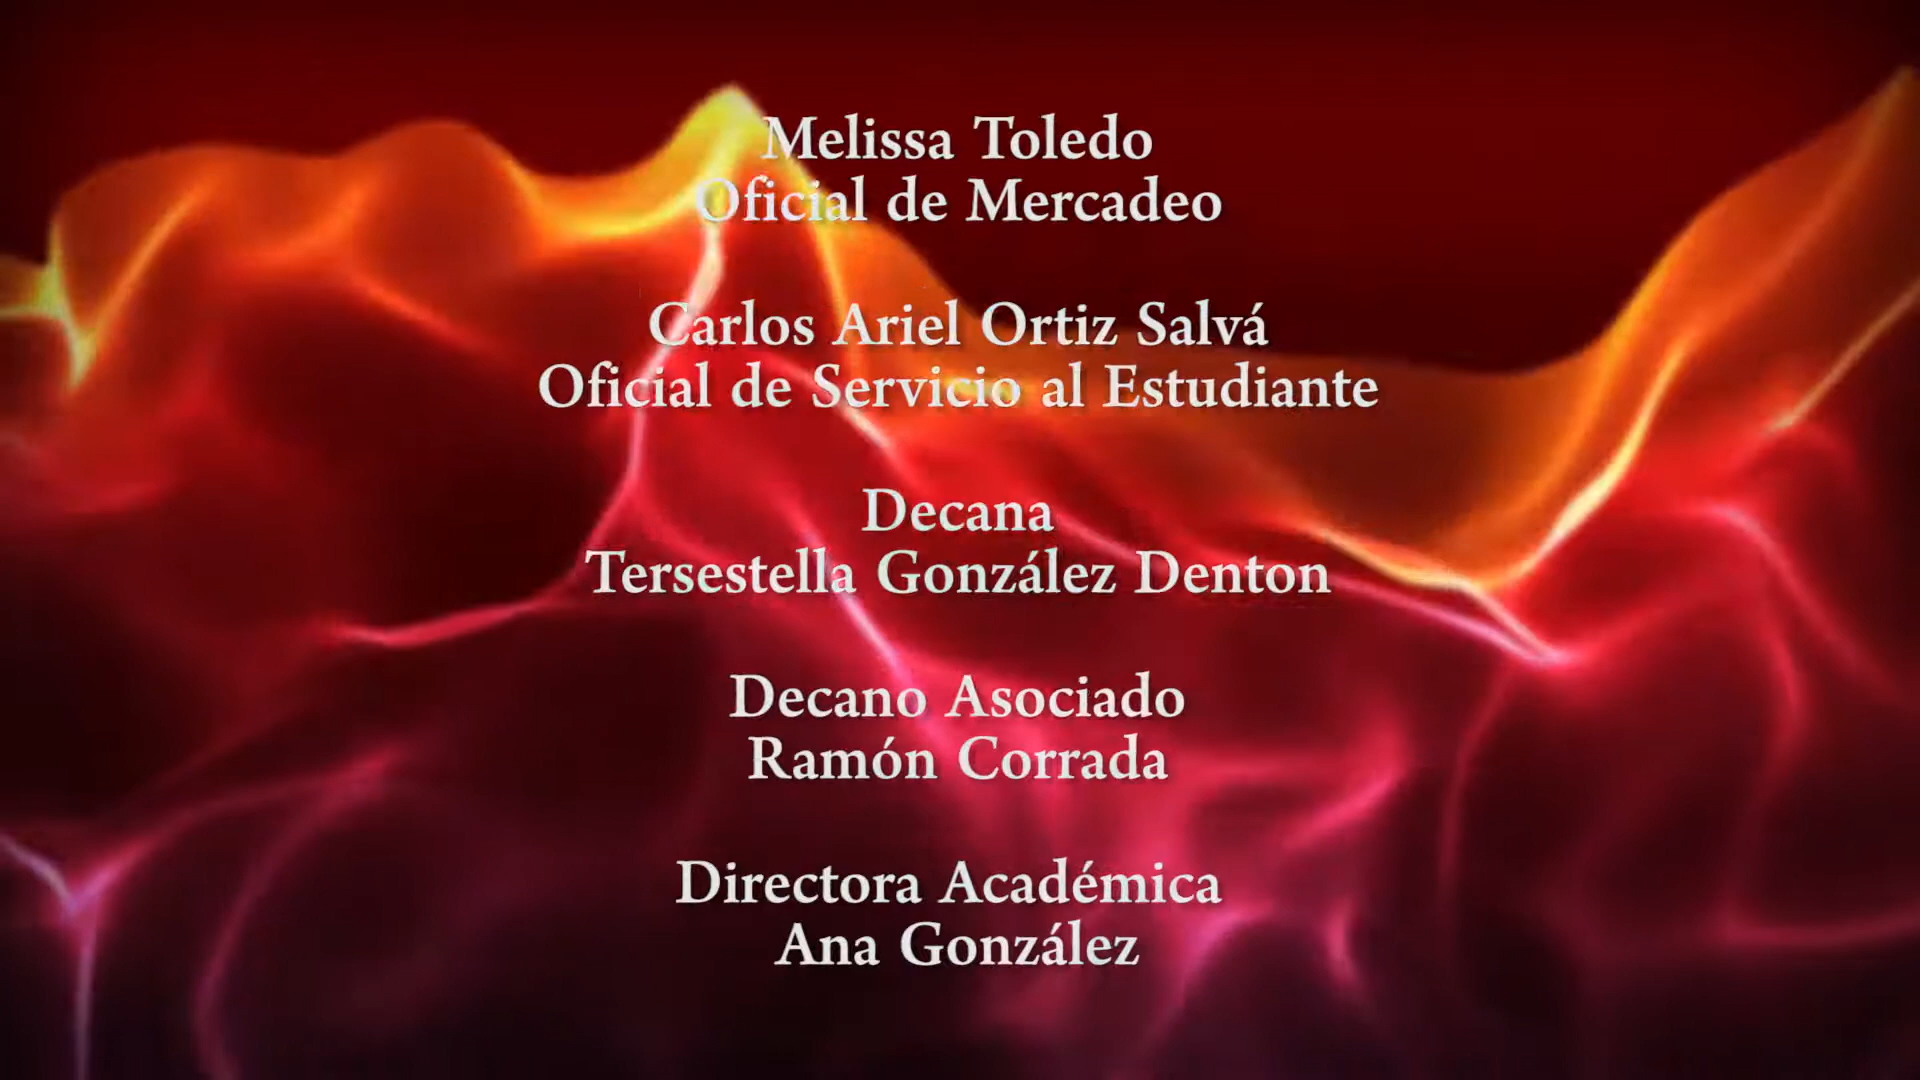 Melissa Toledo
Oficial de Mercadeo
Carlos Ariel Ortiz Salvá
Oficial de Servicio al Estudiante
Decana
Tersestella González Denton
Decano Asociado
Ramón Corrada
Directora Académica
Ana González